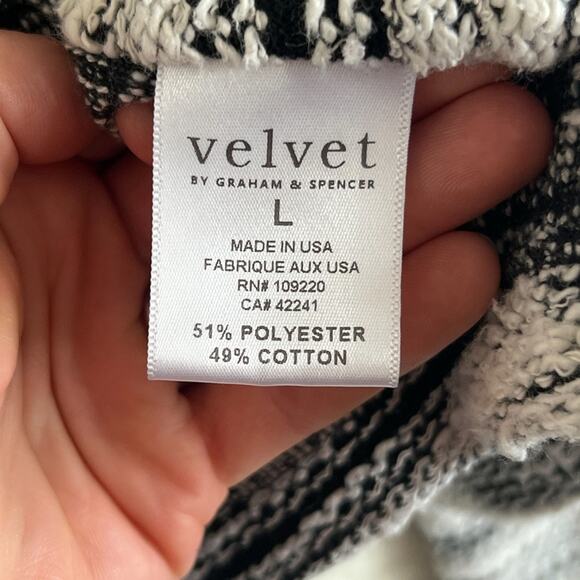 velvet
BY GRAHAM & SPENCER
L
MADE IN USA
FABRIQUE AUX USA
RN# 109220
CA# 42241
51% POLYESTER
49% COTTON